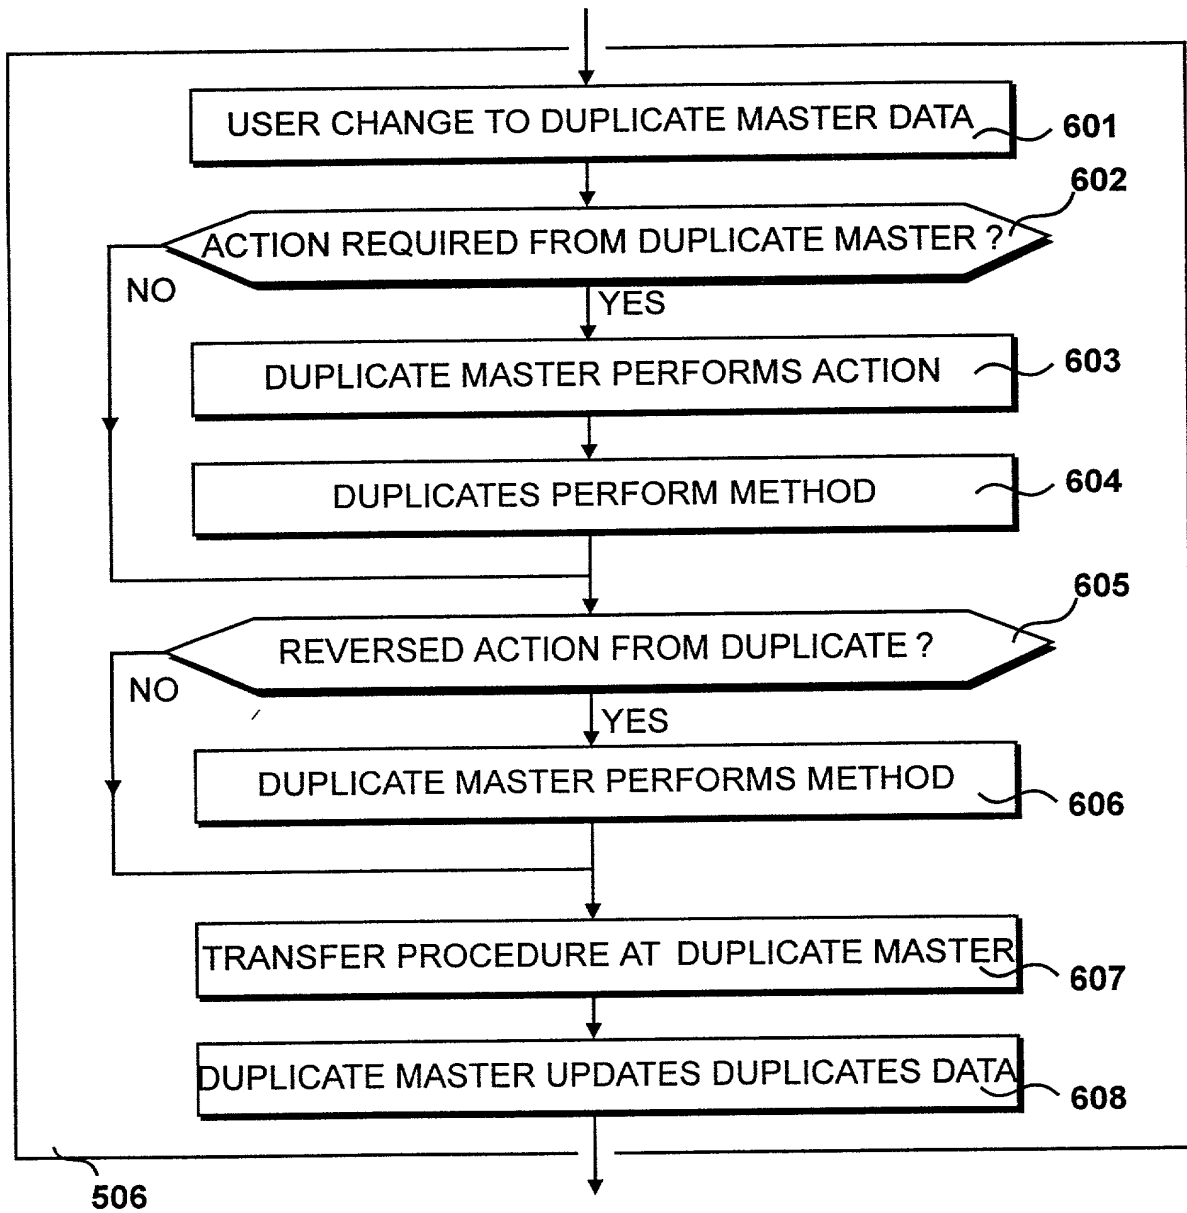 USER CHANGE TO DUPLICATE MASTER DATA
601
602
ACTION REQUIRED FROM DUPLICATE MASTER ?
NO
YES
DUPLICATE MASTER PERFORMS ACTION
603
DUPLICATES PERFORM METHOD
604
605
REVERSED ACTION FROM DUPLICATE ?
NO
YES
DUPLICATE MASTER PERFORMS METHOD
606
TRANSFER PROCEDURE AT DUPLICATE MASTER
607
DUPLICATE MASTER UPDATES DUPLICATES DATA
608
506